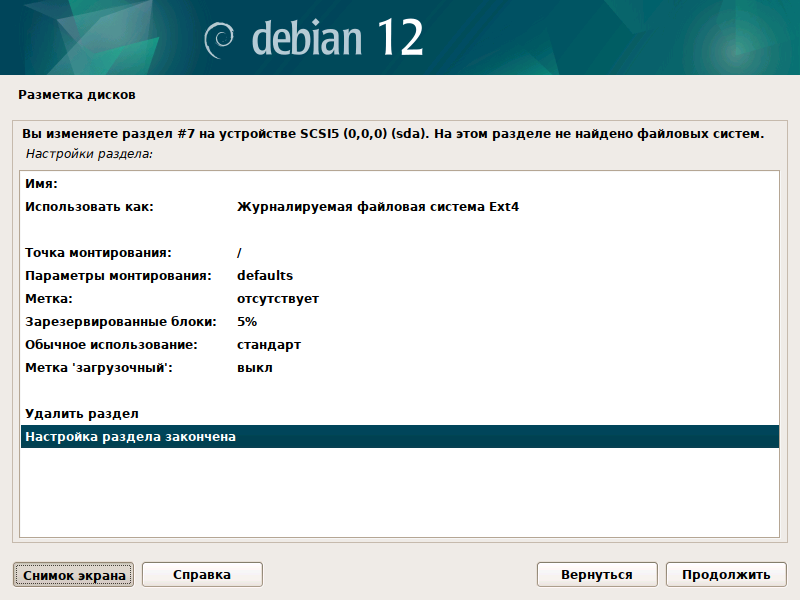 debian 12
Разметка дисков
Вы изменяете раздел #7 на устройстве SCSI5 (0,0,0) (sda). На этом разделе не найдено файловых систем.
Настройки раздела:
Имя:
Использовать как: Журналируемая файловая система Ext4
Точка монтирования: /
Параметры монтирования: defaults
Метка: отсутствует
Зарезервированные блоки: 5%
Обычное использование: стандарт
Метка 'загрузочный': выкл
Удалить раздел
Настройка раздела закончена
Снимок экрана Справка Вернуться Продолжить